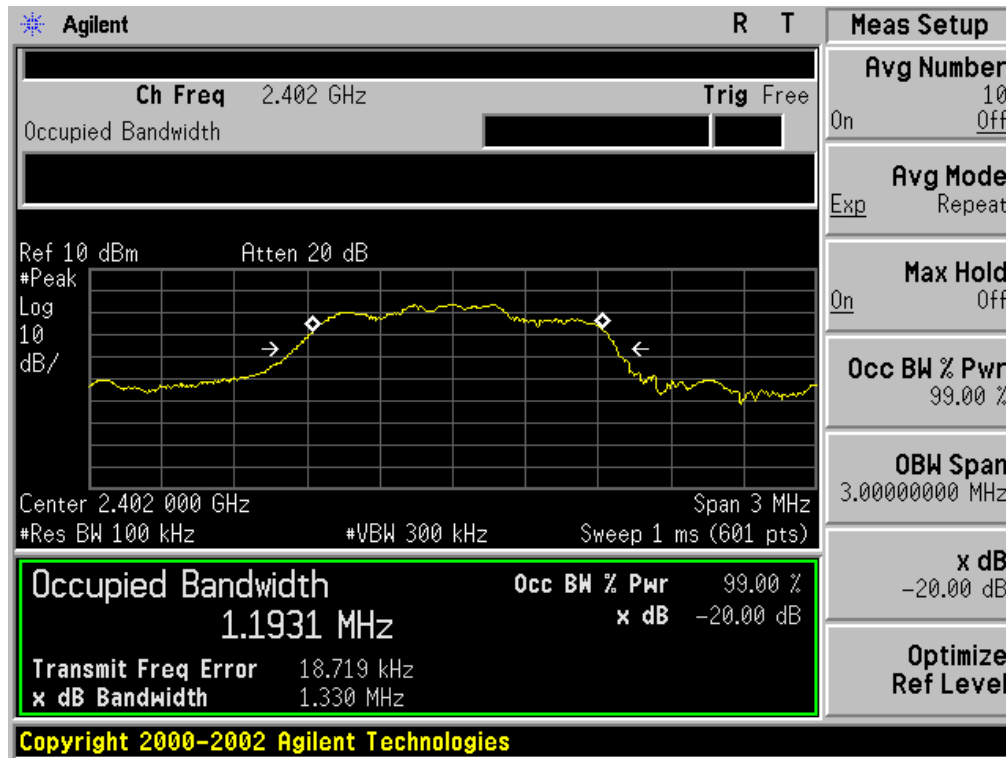 Agilent R T
Ch Freq 2.402 GHz Trig Free
Occupied Bandwidth
Ref 10 dBm Atten 20 dB
#Peak
Log
10
dB/
Center 2.402 000 GHz Span 3 MHz
#Res BW 100 kHz #VBW 300 kHz Sweep 1 ms (601 pts)
Occupied Bandwidth Occ BW % Pwr 99.00 %
1.1931 MHz x dB -20.00 dB
Transmit Freq Error 18.719 kHz
x dB Bandwidth 1.330 MHz
Copyright 2000-2002 Agilent Technologies
Meas Setup
Avg Number
10
On Off
Avg Mode
Exp Repeat
Max Hold
On Off
Occ BW % Pwr
99.00 %
OBW Span
3.00000000 MHz
x dB
-20.00 dB
Optimize
Ref Level